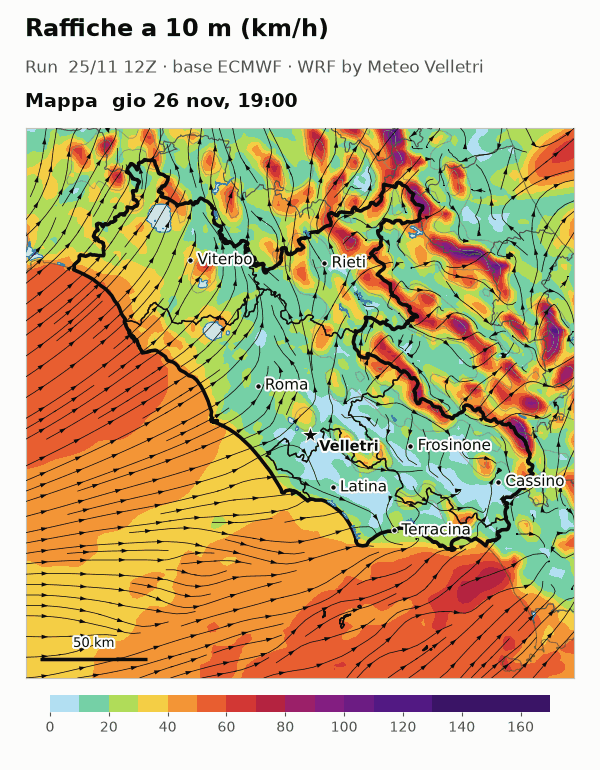 Raffiche a 10 m (km/h)
Run  25/11 12Z · base ECMWF · WRF by Meteo Velletri
Mappa  gio 26 nov, 19:00
Viterbo
Rieti
Roma
Velletri
Frosinone
Latina
Cassino
Terracina
50 km
0 20 40 60 80 100 120 140 160